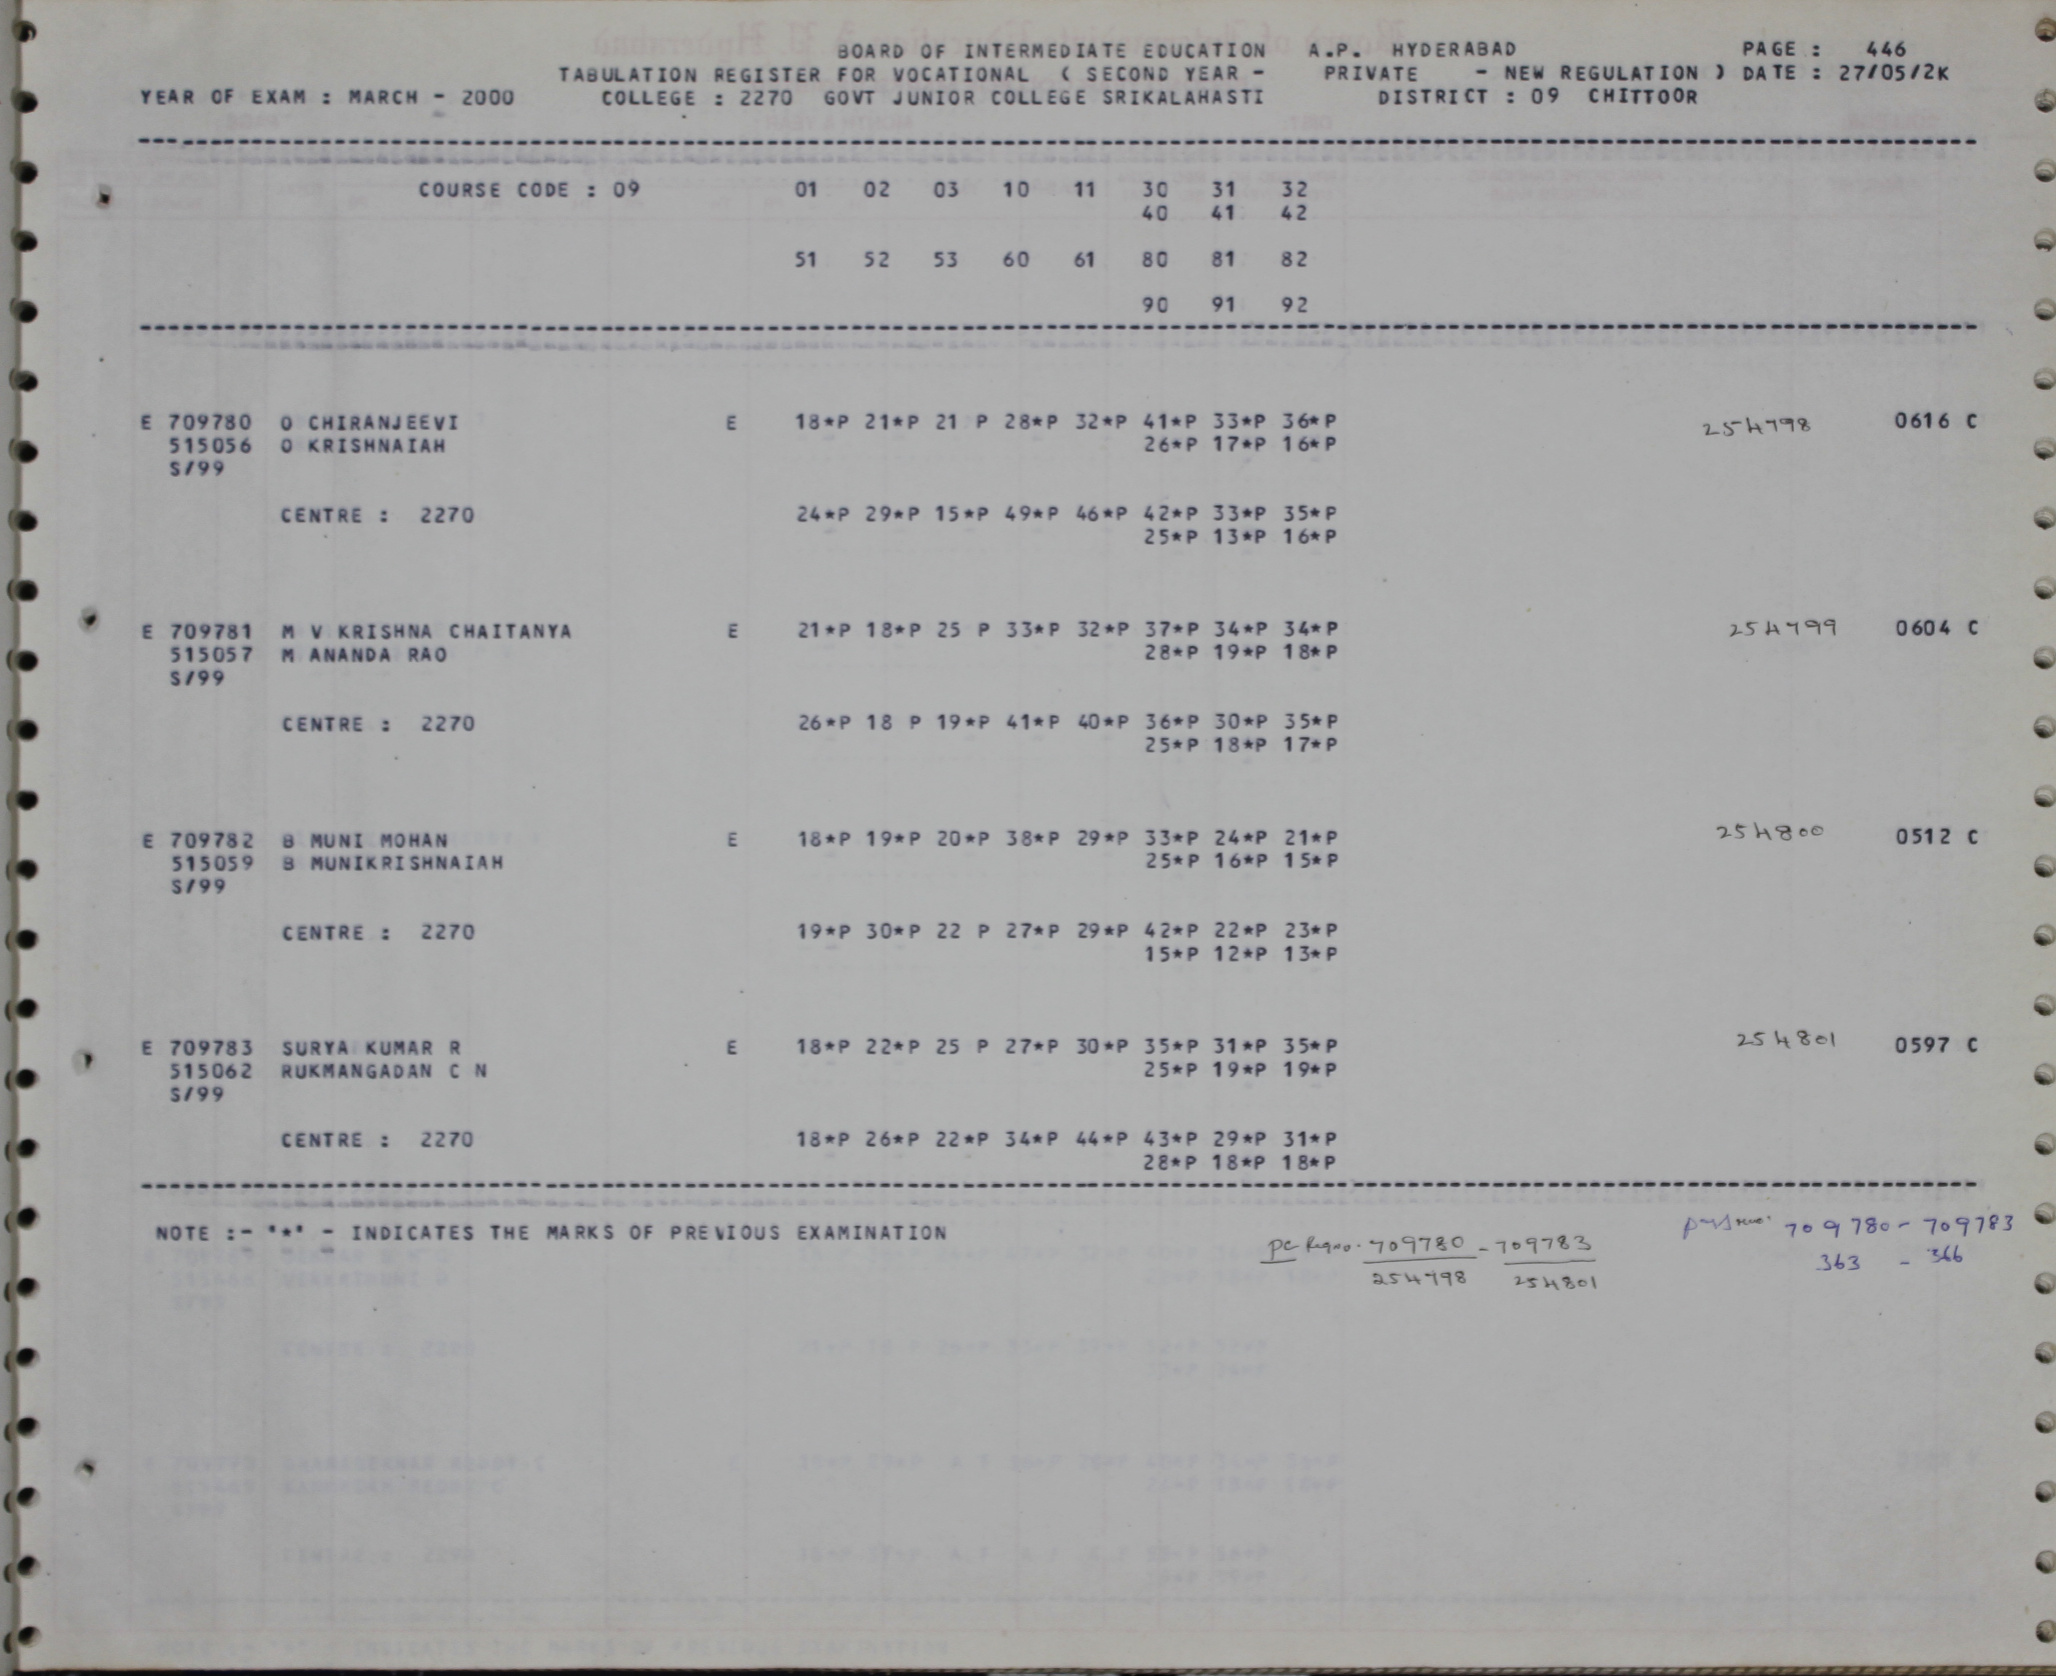 BOARD OF INTERMEDIATE EDUCATION A.P. HYDERABAD PAGE : 446
TABULATION REGISTER FOR VOCATIONAL ( SECOND YEAR - PRIVATE - NEW REGULATION ) DATE : 27/05/2K
YEAR OF EXAM : MARCH - 2000 COLLEGE : 2270 GOVT JUNIOR COLLEGE SRIKALAHASTI DISTRICT : 09 CHITTOOR
COURSE CODE : 09 01 02 03 10 11 30 31 32
40 41 42
51 52 53 60 61 80 81 82
90 91 92
E 709780 O CHIRANJEEVI E 18*P 21*P 21 P 28*P 32*P 41*P 33*P 36*P 254798 0616 C
515056 O KRISHNAIAH 26*P 17*P 16*P
S/99
CENTRE : 2270 24*P 29*P 15*P 49*P 46*P 42*P 33*P 35*P
25*P 13*P 16*P
E 709781 M V KRISHNA CHAITANYA E 21*P 18*P 25 P 33*P 32*P 37*P 34*P 34*P 254799 0604 C
515057 M ANANDA RAO 28*P 19*P 18*P
S/99
CENTRE : 2270 26*P 18 P 19*P 41*P 40*P 36*P 30*P 35*P
25*P 18*P 17*P
E 709782 B MUNI MOHAN E 18*P 19*P 20*P 38*P 29*P 33*P 24*P 21*P 254800 0512 C
515059 B MUNIKRISHNAIAH 25*P 16*P 15*P
S/99
CENTRE : 2270 19*P 30*P 22 P 27*P 29*P 42*P 22*P 23*P
15*P 12*P 13*P
E 709783 SURYA KUMAR R E 18*P 22*P 25 P 27*P 30*P 35*P 31*P 35*P 254801 0597 C
515062 RUKMANGADAN C N 25*P 19*P 19*P
S/99
CENTRE : 2270 18*P 26*P 22*P 34*P 44*P 43*P 29*P 31*P
28*P 18*P 18*P
NOTE :- "*" - INDICATES THE MARKS OF PREVIOUS EXAMINATION
PC Regno. 709780 - 709783
254798 254801
709780 - 709783
363 - 366